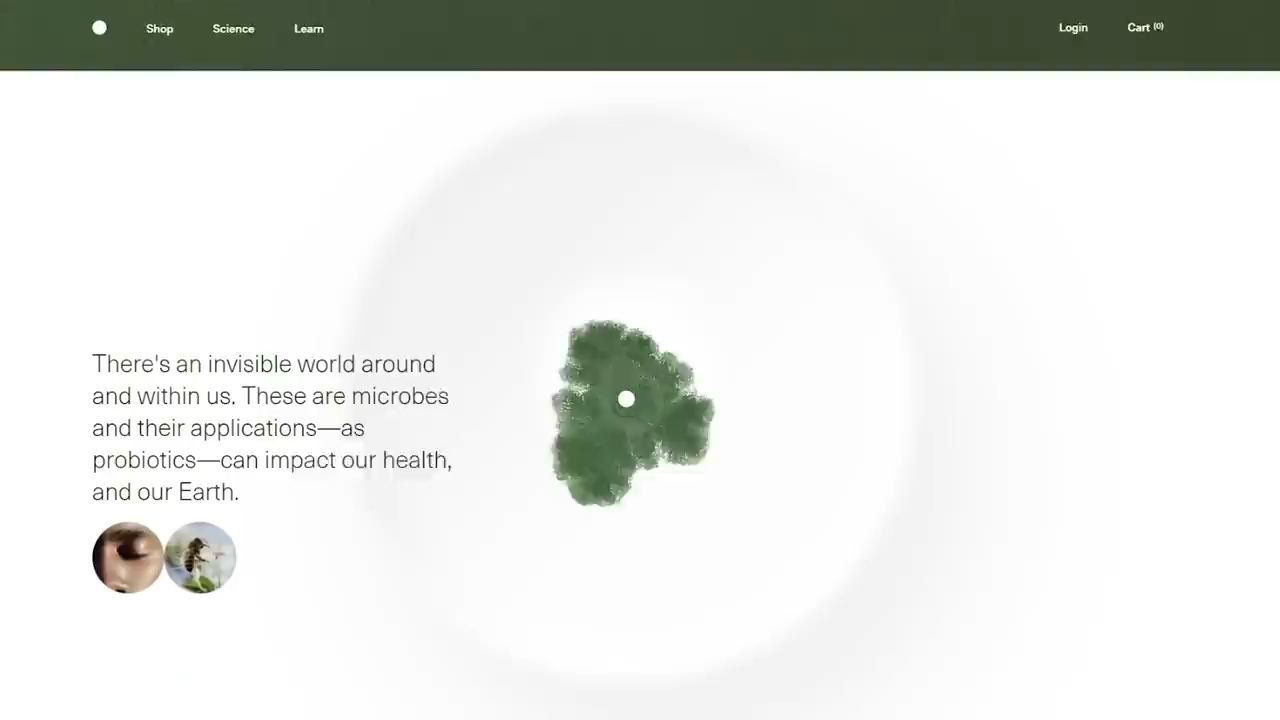 Shop Science Learn Login Cart (0)
There's an invisible world around
and within us. These are microbes
and their applications—as
probiotics—can impact our health,
and our Earth.